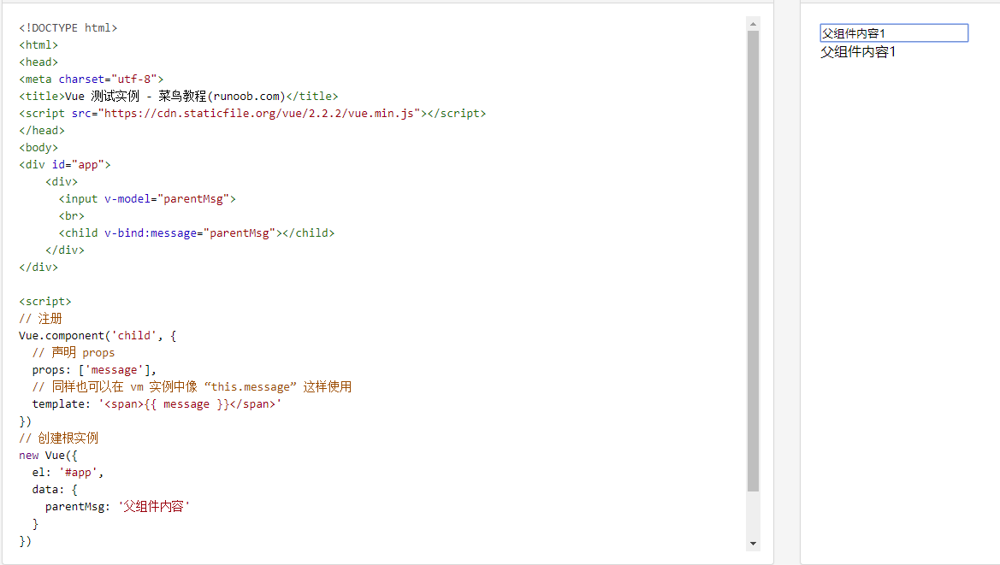 <!DOCTYPE html>
<html>
<head>
<meta charset="utf-8">
<title>Vue 测试实例 - 菜鸟教程(runoob.com)</title>
<script src="https://cdn.staticfile.org/vue/2.2.2/vue.min.js"></script>
</head>
<body>
<div id="app">
    <div>
      <input v-model="parentMsg">
      <br>
      <child v-bind:message="parentMsg"></child>
    </div>
</div>

<script>
// 注册
Vue.component('child', {
  // 声明 props
  props: ['message'],
  // 同样也可以在 vm 实例中像 “this.message” 这样使用
  template: '<span>{{ message }}</span>'
})
// 创建根实例
new Vue({
  el: '#app',
  data: {
    parentMsg: '父组件内容'
  }
})
父组件内容1
父组件内容1